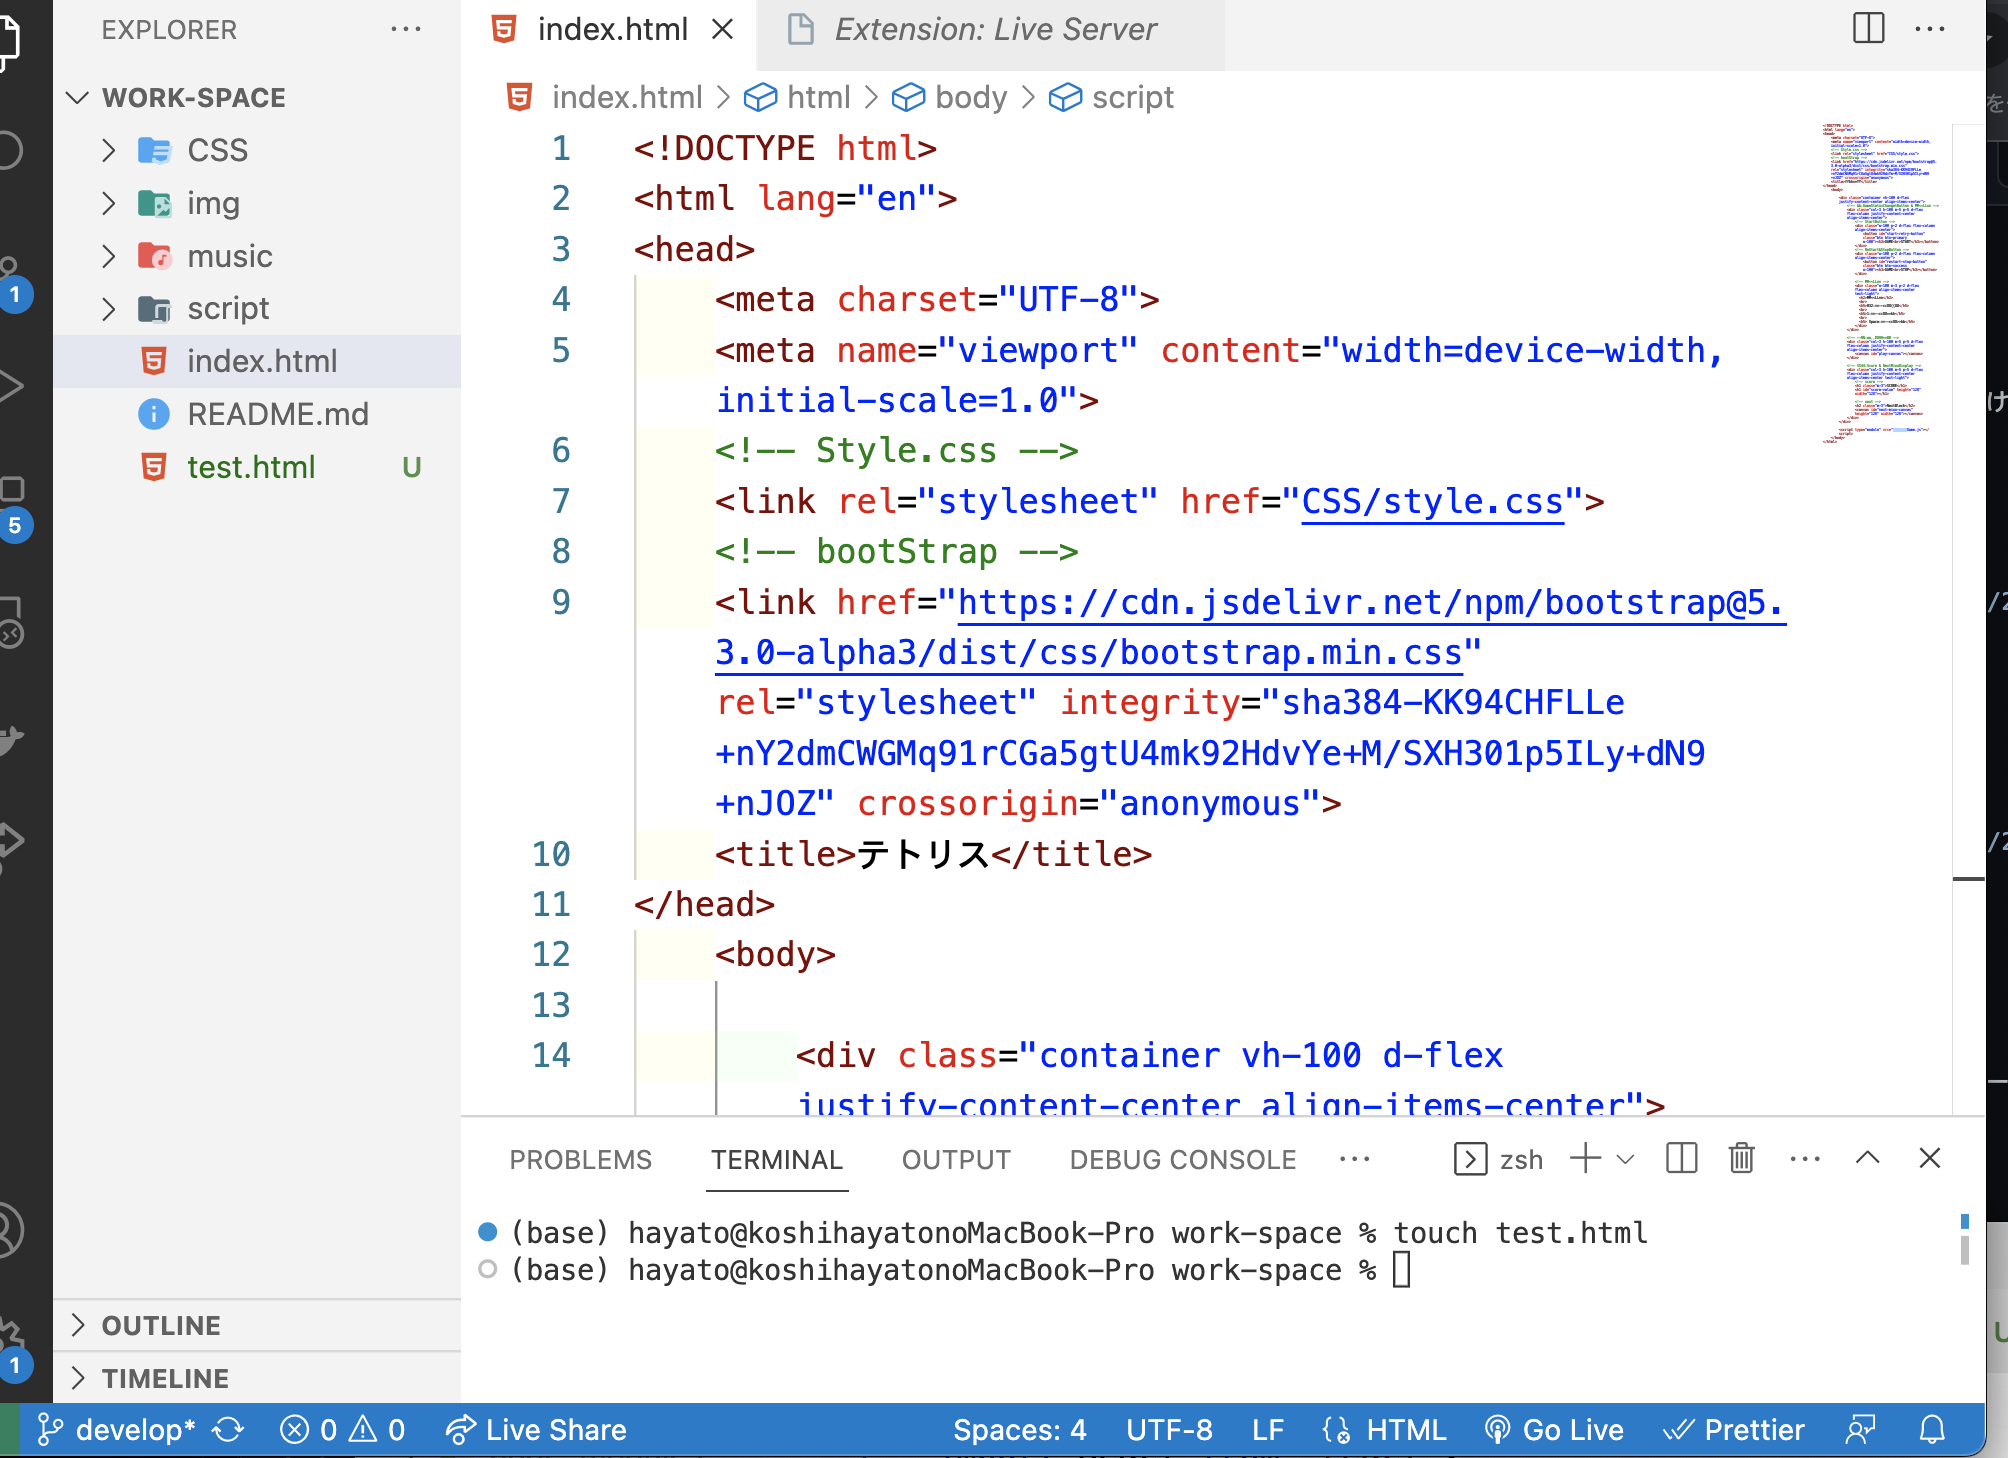 EXPLORER
WORK-SPACE
CSS
img
music
script
index.html
README.md
test.html U
OUTLINE
TIMELINE
1
5
1
index.html
Extension: Live Server
index.html > html > body > script
1 <!DOCTYPE html>
2 <html lang="en">
3 <head>
4 <meta charset="UTF-8">
5 <meta name="viewport" content="width=device-width,
initial-scale=1.0">
6 <!-- Style.css -->
7 <link rel="stylesheet" href="CSS/style.css">
8 <!-- bootStrap -->
9 <link href="https://cdn.jsdelivr.net/npm/bootstrap@5.
3.0-alpha3/dist/css/bootstrap.min.css"
rel="stylesheet" integrity="sha384-KK94CHFLLe
+nY2dmCWGMq91rCGa5gtU4mk92HdvYe+M/SXH301p5ILy+dN9
+nJOZ" crossorigin="anonymous">
10 <title>テトリス</title>
11 </head>
12 <body>
13
14 <div class="container vh-100 d-flex
justify-content-center align-items-center">
PROBLEMS TERMINAL OUTPUT DEBUG CONSOLE
zsh
(base) hayato@koshihayatonoMacBook-Pro work-space % touch test.html
(base) hayato@koshihayatonoMacBook-Pro work-space %
develop* 0 0 Live Share Spaces: 4 UTF-8 LF HTML Go Live Prettier